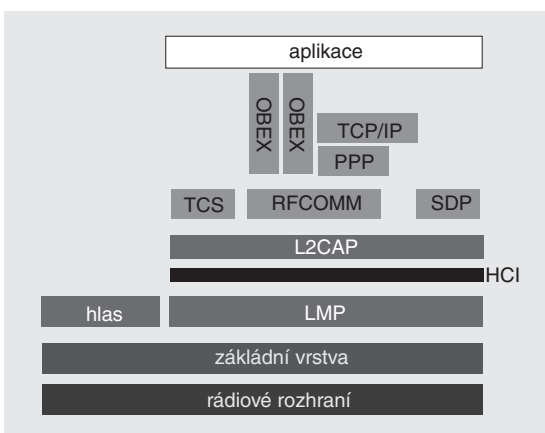 aplikace
OBEX
OBEX
TCP/IP
PPP
TCS
RFCOMM
SDP
L2CAP
HCI
hlas
LMP
základní vrstva
rádiové rozhraní